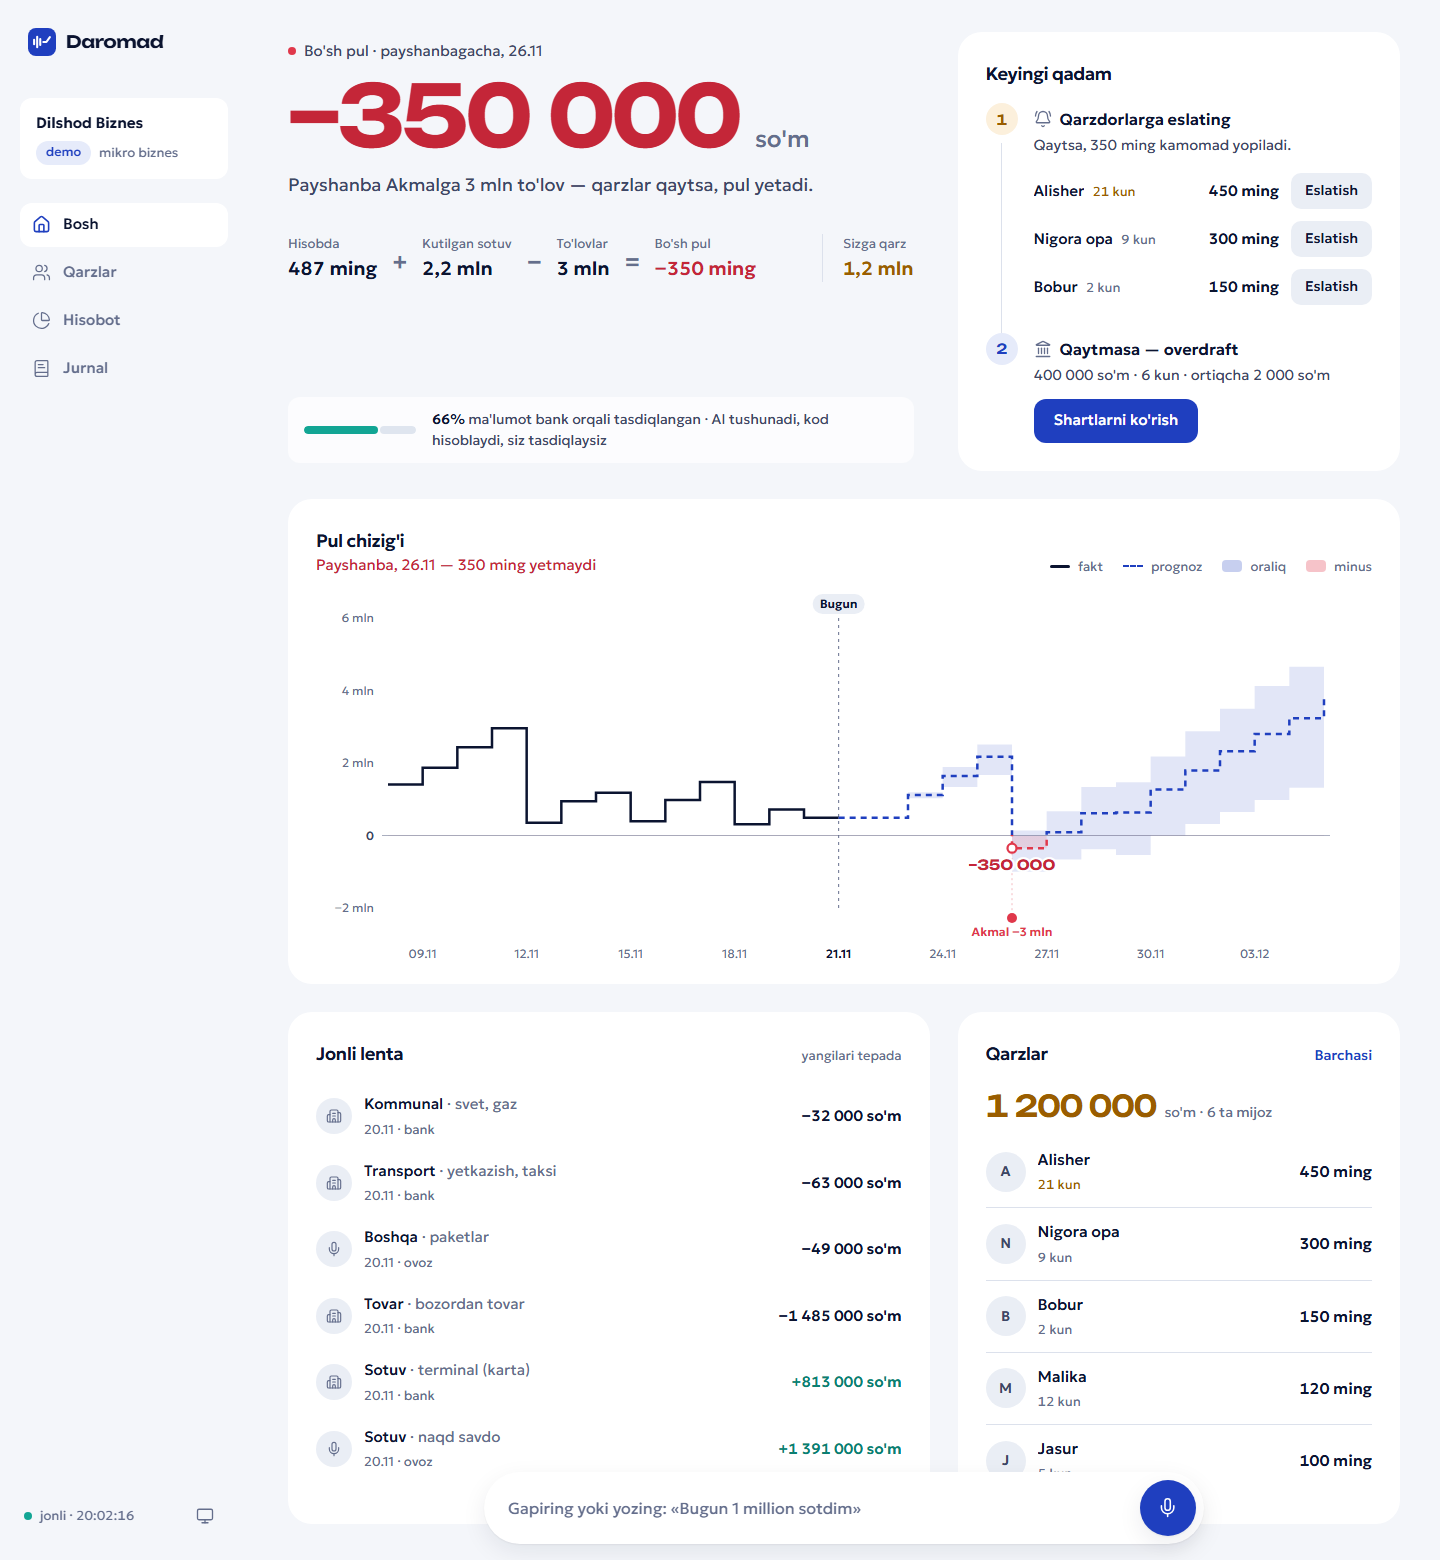 Daromad
Dilshod Biznes
demo mikro biznes
Bosh
Qarzlar
Hisobot
Jurnal
jonli · 20:02:16
Bo'sh pul · payshanbagacha, 26.11
−350 000 so'm
Payshanba Akmalga 3 mln to'lov — qarzlar qaytsa, pul yetadi.
Hisobda Kutilgan sotuv To'lovlar Bo'sh pul Sizga qarz
487 ming + 2,2 mln − 3 mln = −350 ming 1,2 mln
66% ma'lumot bank orqali tasdiqlangan · AI tushunadi, kod
hisoblaydi, siz tasdiqlaysiz
Keyingi qadam
1 Qarzdorlarga eslating
Qaytsa, 350 ming kamomad yopiladi.
Alisher 21 kun 450 ming Eslatish
Nigora opa 9 kun 300 ming Eslatish
Bobur 2 kun 150 ming Eslatish
2 Qaytmasa — overdraft
400 000 so'm · 6 kun · ortiqcha 2 000 so'm
Shartlarni ko'rish
Pul chizig'i
Payshanba, 26.11 — 350 ming yetmaydi
fakt prognoz oraliq minus
Bugun
6 mln
4 mln
2 mln
0
−2 mln
−350 000
Akmal −3 mln
09.11 12.11 15.11 18.11 21.11 24.11 27.11 30.11 03.12
Jonli lenta yangilari tepada
Kommunal · svet, gaz
20.11 · bank
−32 000 so'm
Transport · yetkazish, taksi
20.11 · bank
−63 000 so'm
Boshqa · paketlar
20.11 · ovoz
−49 000 so'm
Tovar · bozordan tovar
20.11 · bank
−1 485 000 so'm
Sotuv · terminal (karta)
20.11 · bank
+813 000 so'm
Sotuv · naqd savdo
20.11 · ovoz
+1 391 000 so'm
Qarzlar Barchasi
1 200 000 so'm · 6 ta mijoz
A Alisher
21 kun
450 ming
N Nigora opa
9 kun
300 ming
B Bobur
2 kun
150 ming
M Malika
12 kun
120 ming
J Jasur
100 ming
Gapiring yoki yozing: «Bugun 1 million sotdim»